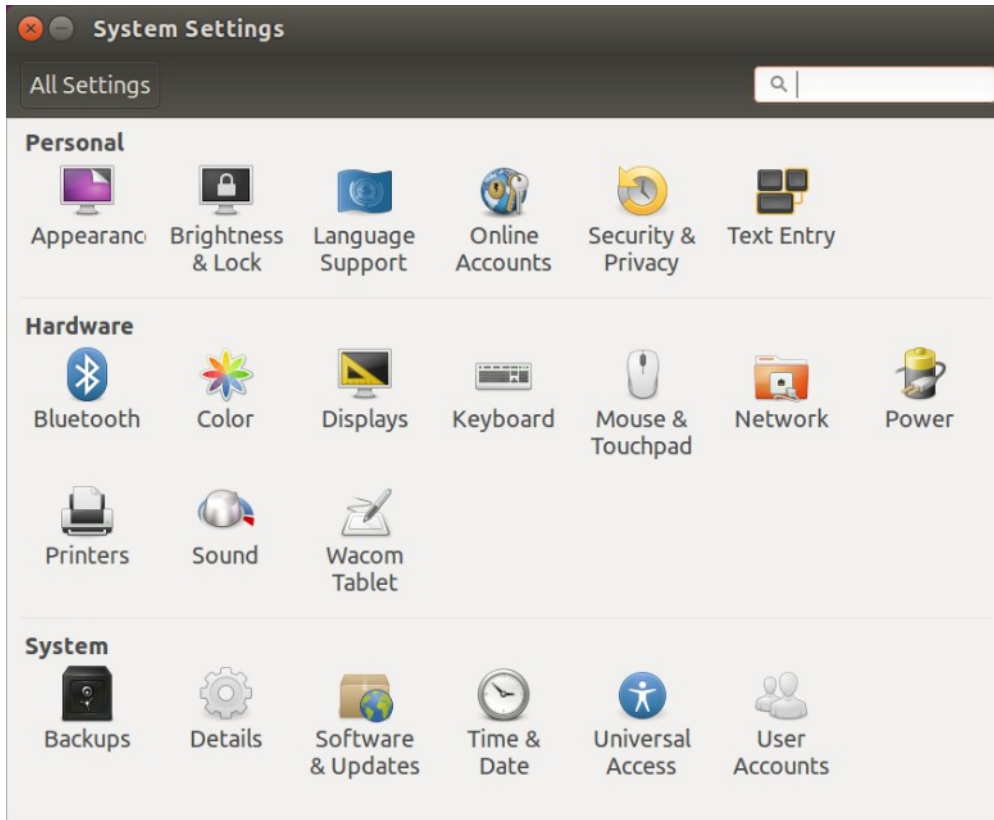 System Settings
All Settings
Personal
Appearanc
Brightness
& Lock
Language
Support
Online
Accounts
Security &
Privacy
Text Entry
Hardware
Bluetooth
Color
Displays
Keyboard
Mouse &
Touchpad
Network
Power
Printers
Sound
Wacom
Tablet
System
Backups
Details
Software
& Updates
Time &
Date
Universal
Access
User
Accounts